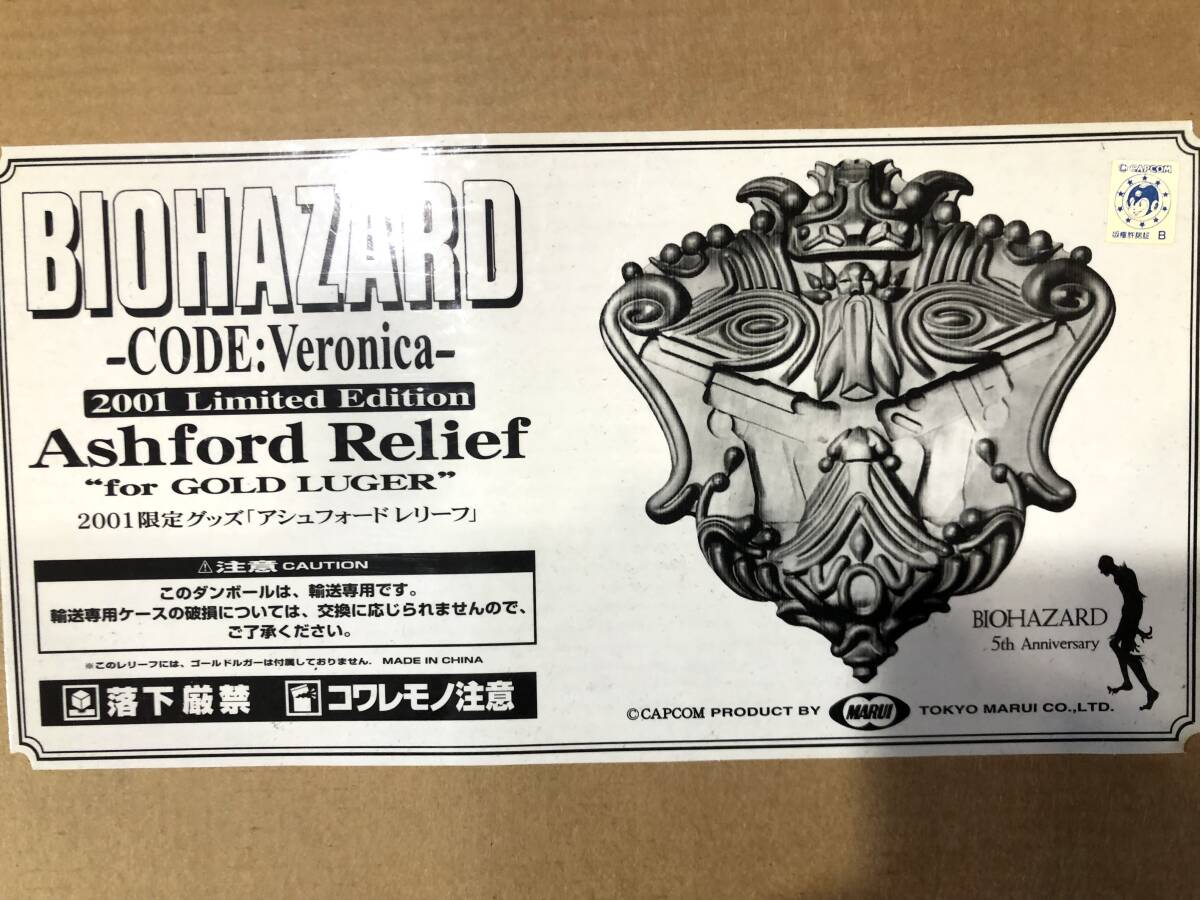 BIOHAZARD
-CODE:Veronica-
2001 Limited Edition
Ashford Relief
"for GOLD LUGER"
2001限定グッズ「アシュフォードレリーフ」
⚠注意 CAUTION
このダンボールは、輸送専用です。
輸送専用ケースの破損については、交換に応じられませんので、
ご了承ください。
※このレリーフには、ゴールドルガーは付属しておりません. MADE IN CHINA
落下厳禁 コワレモノ注意
© CAPCOM
版権許諾証 B
BIOHAZARD
5th Anniversary
©CAPCOM PRODUCT BY MARUI TOKYO MARUI CO.,LTD.